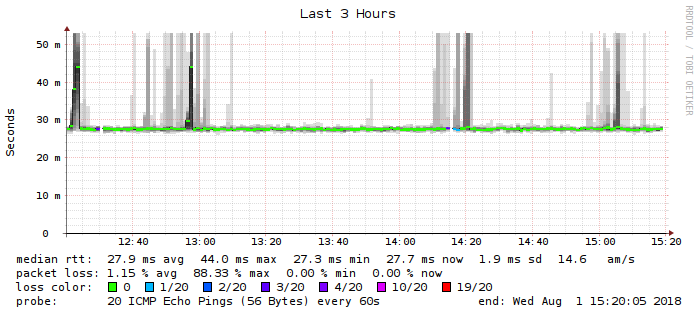 Last 3 Hours
RRDTOOL / TOBI OETIKER
Seconds
50 m
40 m
30 m
20 m
10 m
0
12:40 13:00 13:20 13:40 14:00 14:20 14:40 15:00 15:20
median rtt: 27.9 ms avg 44.0 ms max 27.3 ms min 27.7 ms now 1.9 ms sd 14.6 am/s
packet loss: 1.15 % avg 88.33 % max 0.00 % min 0.00 % now
loss color: 0 1/20 2/20 3/20 4/20 10/20 19/20
probe: 20 ICMP Echo Pings (56 Bytes) every 60s end: Wed Aug 1 15:20:05 2018